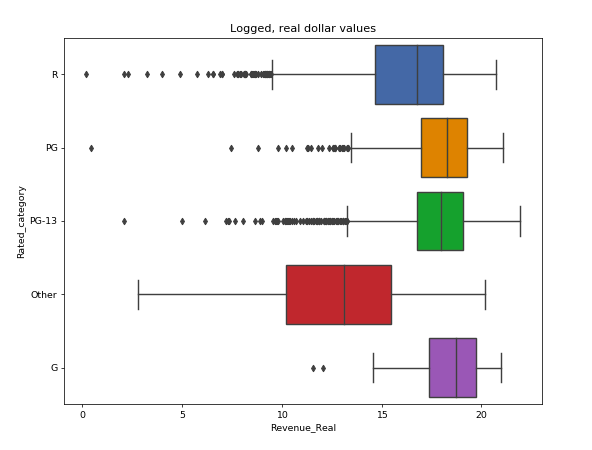 Logged, real dollar values
R
PG
PG-13
Other
G
Rated_category
0 5 10 15 20
Revenue_Real